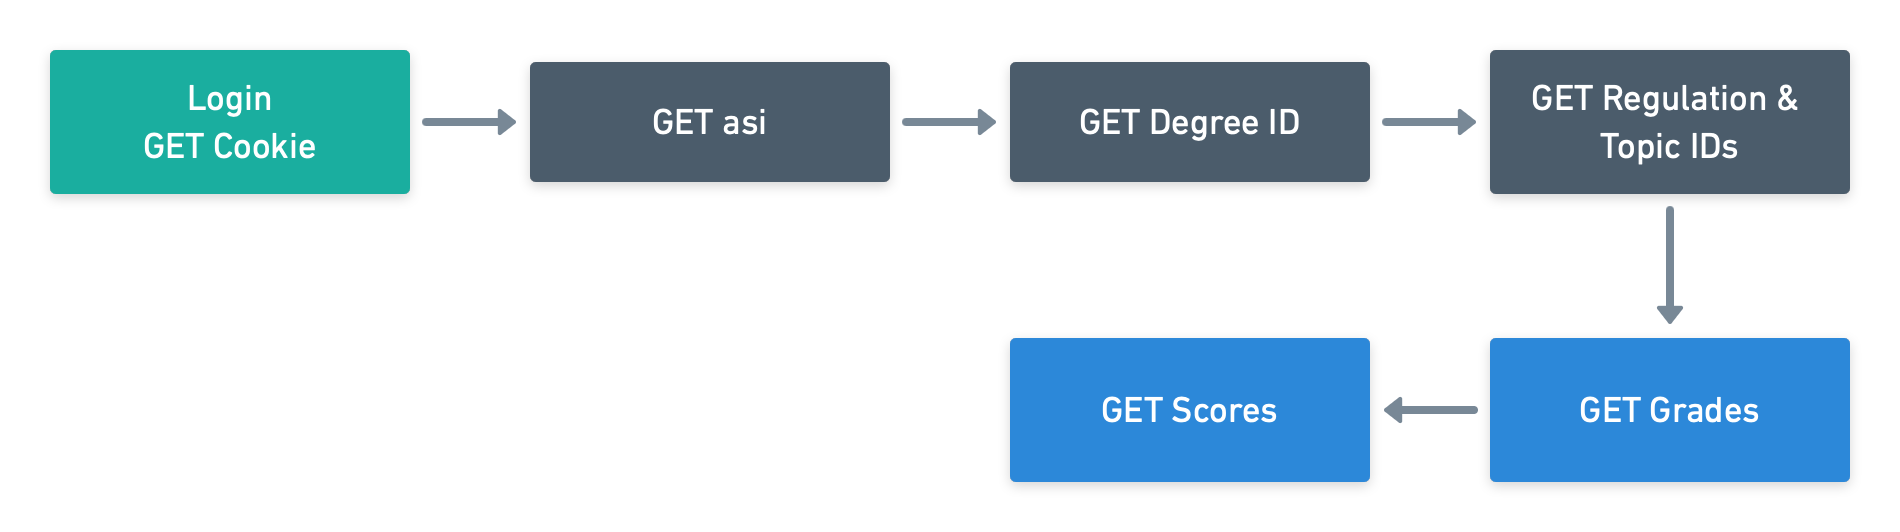 Login
GET Cookie
GET asi
GET Degree ID
GET Regulation &
Topic IDs
GET Scores
GET Grades